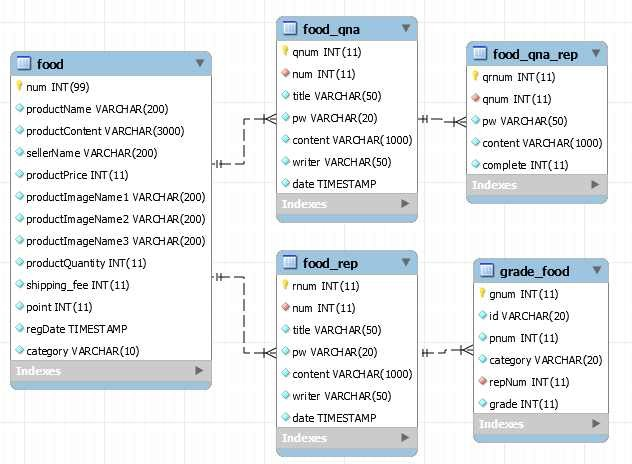 food
num INT(99)
productName VARCHAR(200)
productContent VARCHAR(3000)
sellerName VARCHAR(200)
productPrice INT(11)
productImageName1 VARCHAR(200)
productImageName2 VARCHAR(200)
productImageName3 VARCHAR(200)
productQuantity INT(11)
shipping_fee INT(11)
point INT(11)
regDate TIMESTAMP
category VARCHAR(10)
Indexes
food_qna
qnum INT(11)
num INT(11)
title VARCHAR(50)
pw VARCHAR(20)
content VARCHAR(1000)
writer VARCHAR(50)
date TIMESTAMP
Indexes
food_qna_rep
qrnum INT(11)
qnum INT(11)
pw VARCHAR(50)
content VARCHAR(1000)
complete INT(11)
Indexes
food_rep
rnum INT(11)
num INT(11)
title VARCHAR(50)
pw VARCHAR(20)
content VARCHAR(1000)
writer VARCHAR(50)
date TIMESTAMP
Indexes
grade_food
gnum INT(11)
id VARCHAR(20)
pnum INT(11)
category VARCHAR(20)
repNum INT(11)
grade INT(11)
Indexes